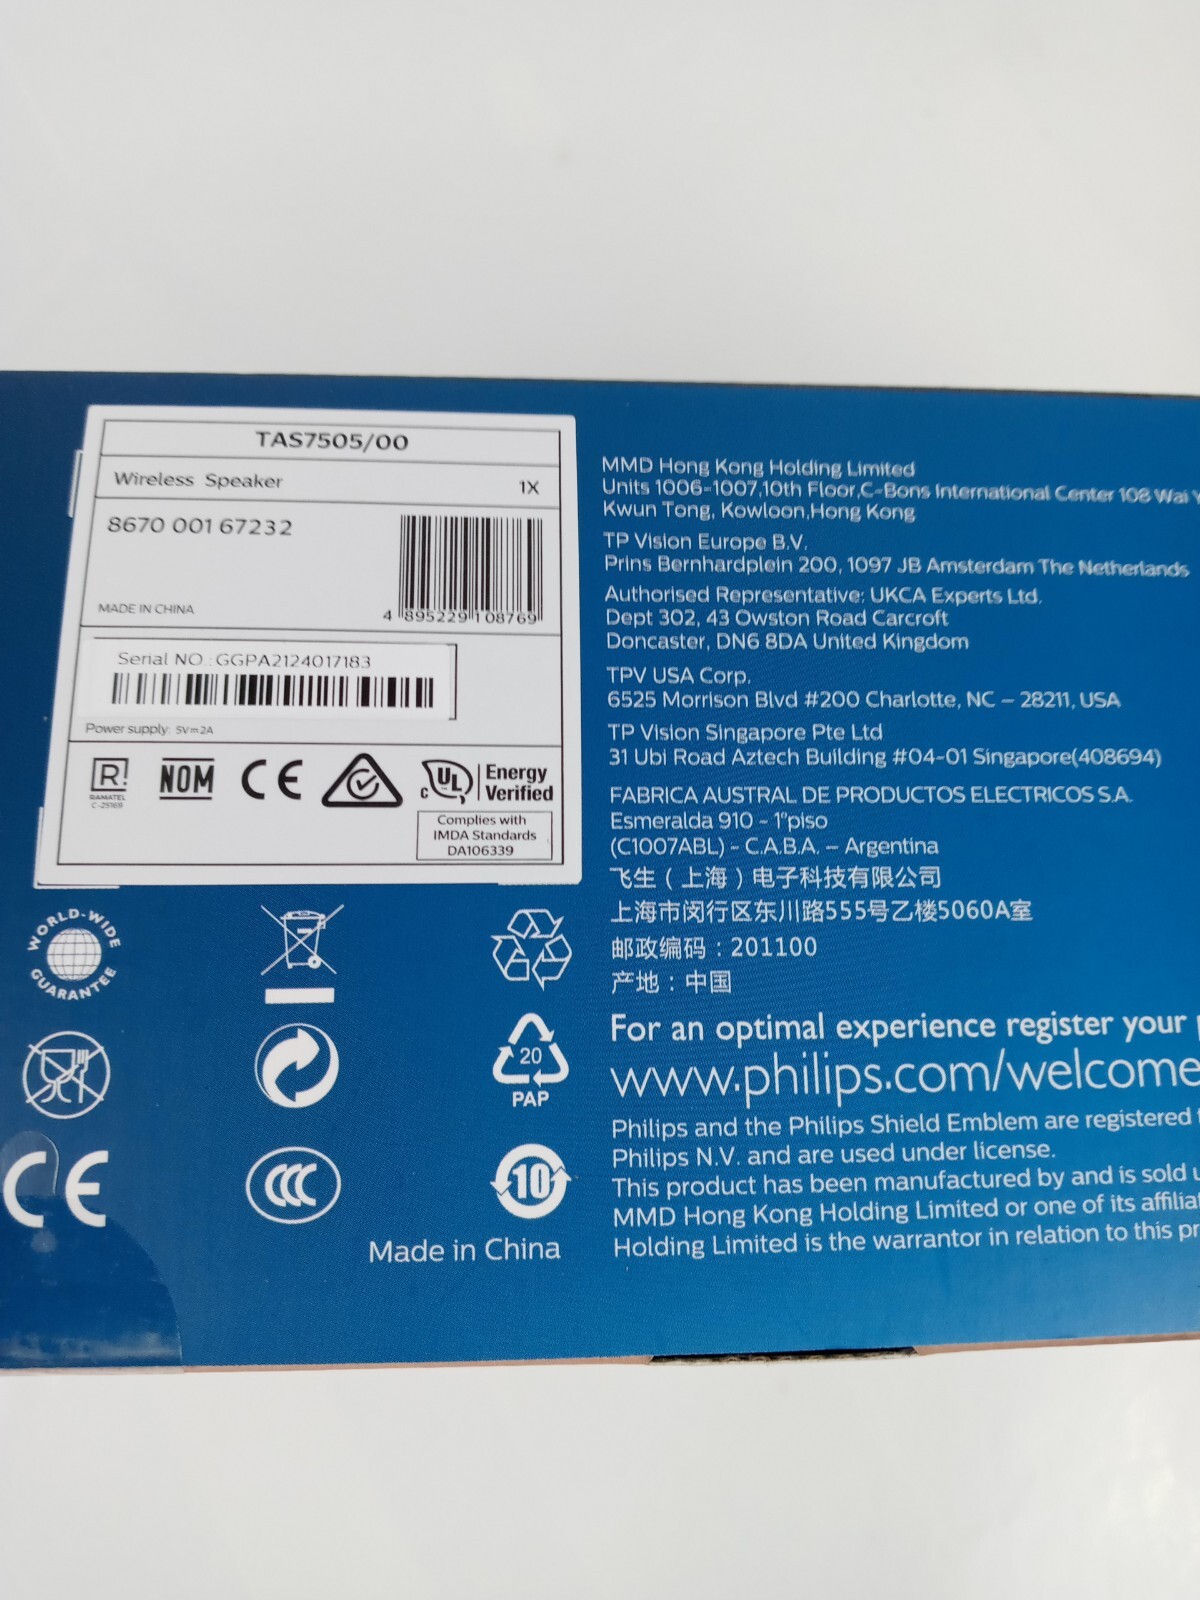 TAS7505/00
Wireless Speaker 1X
8670 001 67232
MADE IN CHINA
4 895229 108769
Serial NO.:GGPA2124017183
Power supply: 5V⎓2A
R!
RAMATEL
C-25169
NOM
CE
c UL Energy Verified
Complies with
IMDA Standards
DA106339
WORLD-WIDE
GUARANTEE
20
PAP
CE
CCC
10
Made in China
MMD Hong Kong Holding Limited
Units 1006-1007,10th Floor,C-Bons International Center 108 Wai
Kwun Tong, Kowloon,Hong Kong
TP Vision Europe B.V.
Prins Bernhardplein 200, 1097 JB Amsterdam The Netherlands
Authorised Representative: UKCA Experts Ltd.
Dept 302, 43 Owston Road Carcroft
Doncaster, DN6 8DA United Kingdom
TPV USA Corp.
6525 Morrison Blvd #200 Charlotte, NC – 28211, USA
TP Vision Singapore Pte Ltd
31 Ubi Road Aztech Building #04-01 Singapore(408694)
FABRICA AUSTRAL DE PRODUCTOS ELECTRICOS S.A.
Esmeralda 910 - 1°piso
(C1007ABL) - C.A.B.A. – Argentina
飞生（上海）电子科技有限公司
上海市闵行区东川路555号乙楼5060A室
邮政编码：201100
产地：中国
For an optimal experience register your
www.philips.com/welcome
Philips and the Philips Shield Emblem are registered
Philips N.V. and are used under license.
This product has been manufactured by and is sold
MMD Hong Kong Holding Limited or one of its
Holding Limited is the warrantor in relation to this